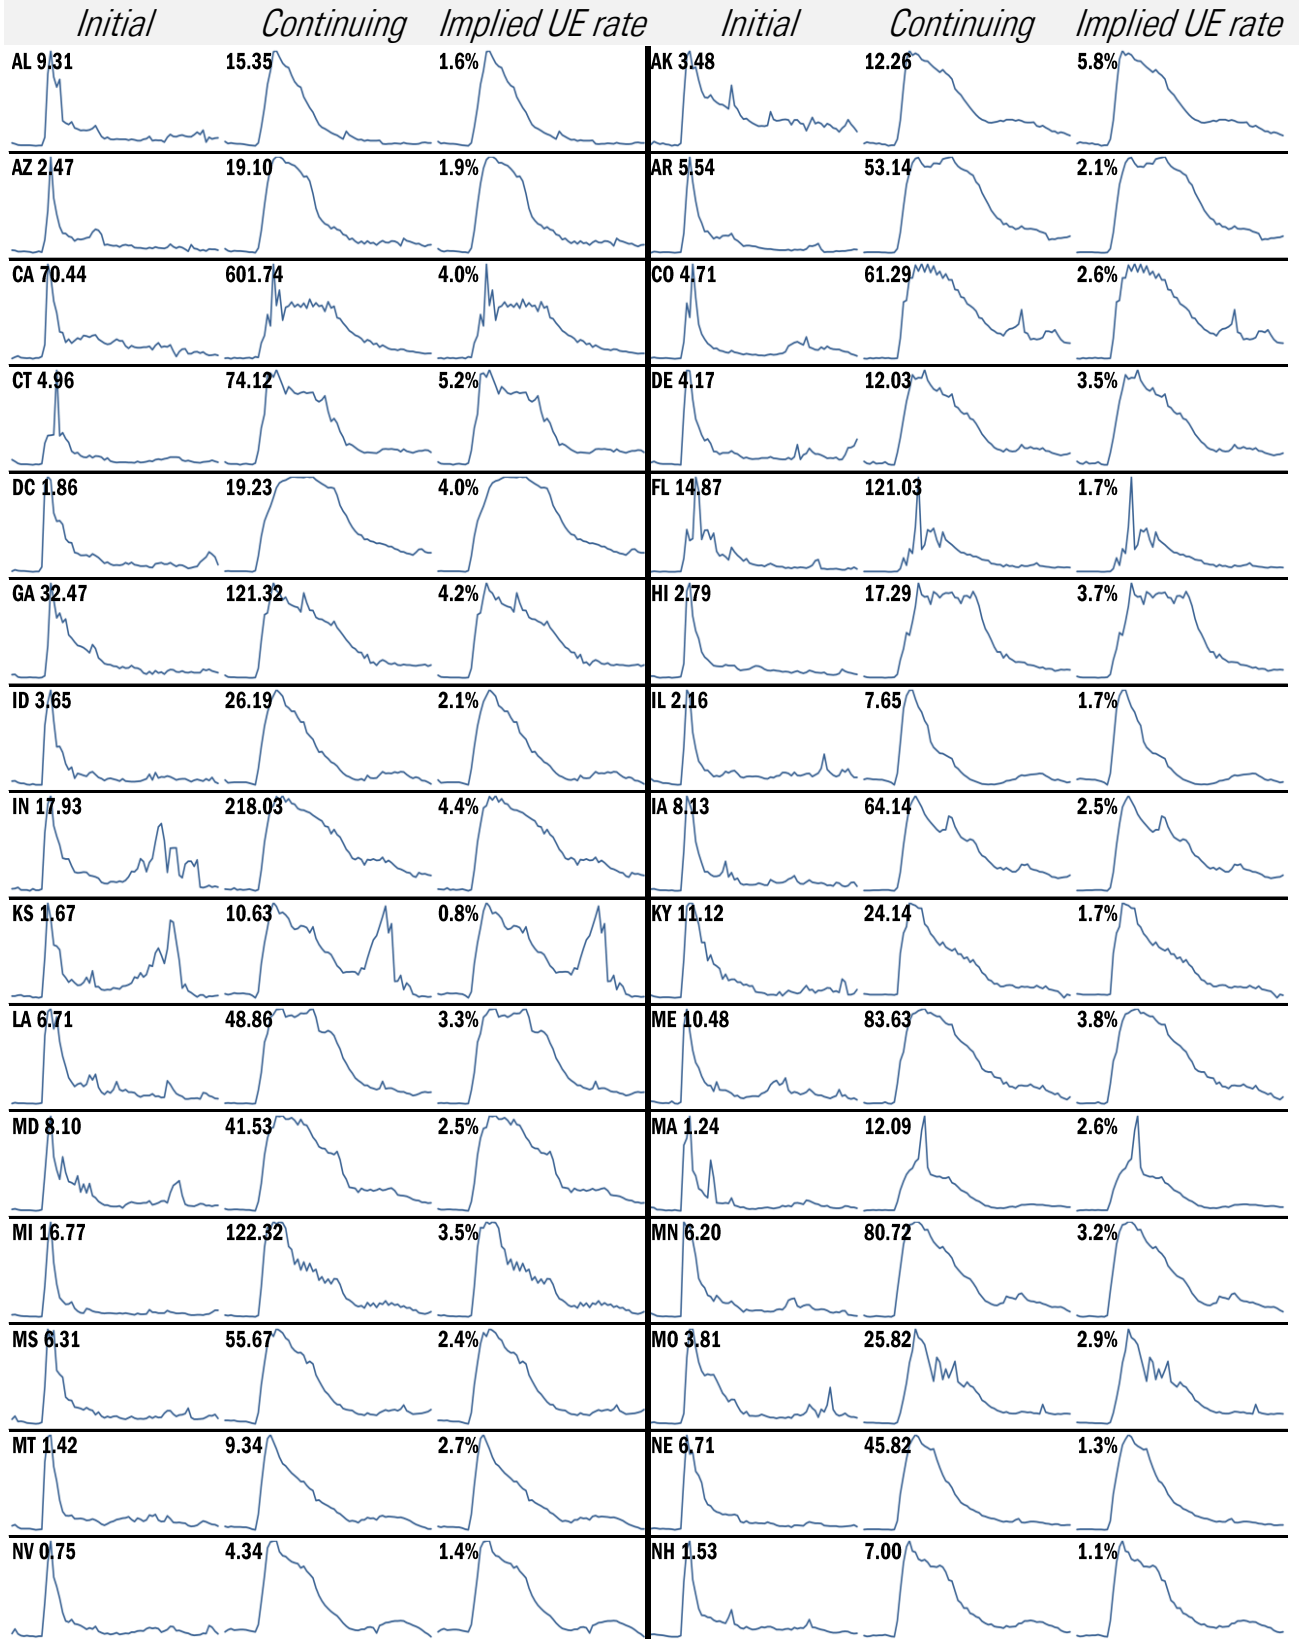 Initial Continuing Implied UE rate Initial Continuing Implied UE rate
AL 9.31 15.35 1.6% AK 3.48 12.26 5.8%
AZ 2.47 19.10 1.9% AR 5.54 53.14 2.1%
CA 70.44 601.74 4.0% CO 4.71 61.29 2.6%
CT 4.96 74.12 5.2% DE 4.17 12.03 3.5%
DC 1.86 19.23 4.0% FL 14.87 121.03 1.7%
GA 32.47 121.32 4.2% HI 2.79 17.29 3.7%
ID 3.65 26.19 2.1% IL 2.16 7.65 1.7%
IN 17.93 218.03 4.4% IA 8.13 64.14 2.5%
KS 1.67 10.63 0.8% KY 11.12 24.14 1.7%
LA 6.71 48.86 3.3% ME 10.48 83.63 3.8%
MD 8.10 41.53 2.5% MA 1.24 12.09 2.6%
MI 16.77 122.32 3.5% MN 6.20 80.72 3.2%
MS 6.31 55.67 2.4% MO 3.81 25.82 2.9%
MT 1.42 9.34 2.7% NE 6.71 45.82 1.3%
NV 0.75 4.34 1.4% NH 1.53 7.00 1.1%